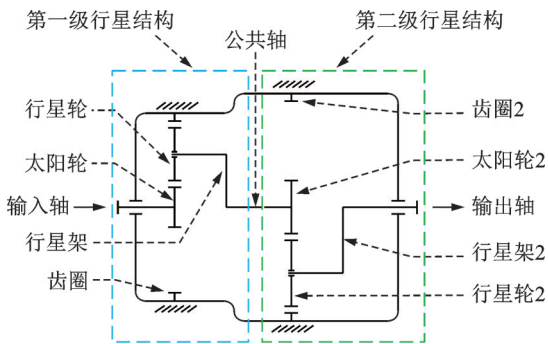 第一级行星结构
公共轴
第二级行星结构
行星轮
太阳轮
输入轴
行星架
齿圈
齿圈2
太阳轮2
输出轴
行星架2
行星轮2